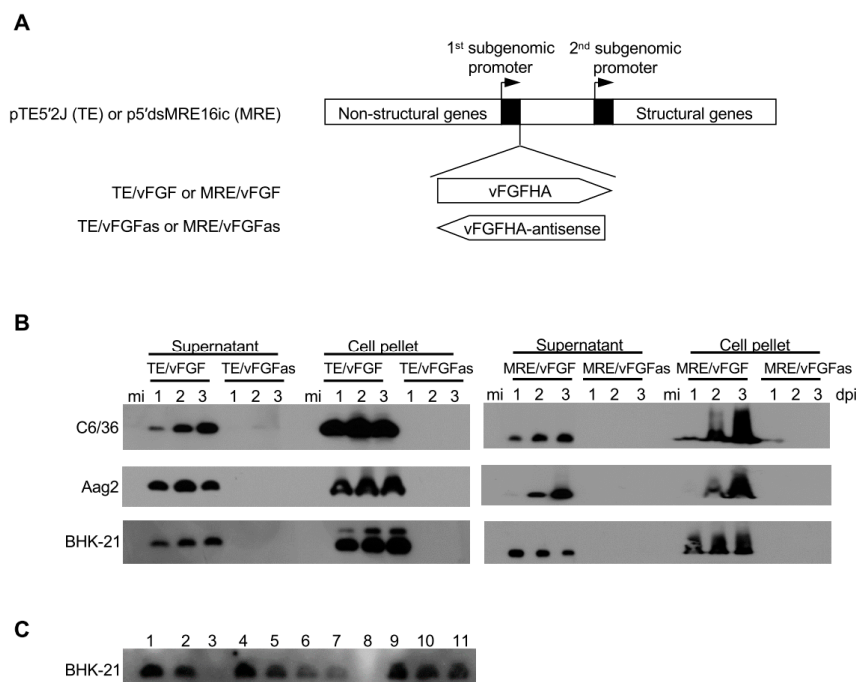 A
1st subgenomic promoter
2nd subgenomic promoter
pTE5'2J (TE) or p5'dsMRE16ic (MRE)
Non-structural genes
Structural genes
TE/vFGF or MRE/vFGF
vFGFHA
TE/vFGFas or MRE/vFGFas
vFGFHA-antisense
B
Supernatant Cell pellet Supernatant Cell pellet
TE/vFGF TE/vFGFas TE/vFGF TE/vFGFas MRE/vFGF MRE/vFGFas MRE/vFGF MRE/vFGFas
mi 1 2 3 1 2 3 mi 1 2 3 1 2 3 mi 1 2 3 1 2 3 mi 1 2 3 1 2 3 dpi
C6/36
Aag2
BHK-21
C
1 2 3 4 5 6 7 8 9 10 11
BHK-21